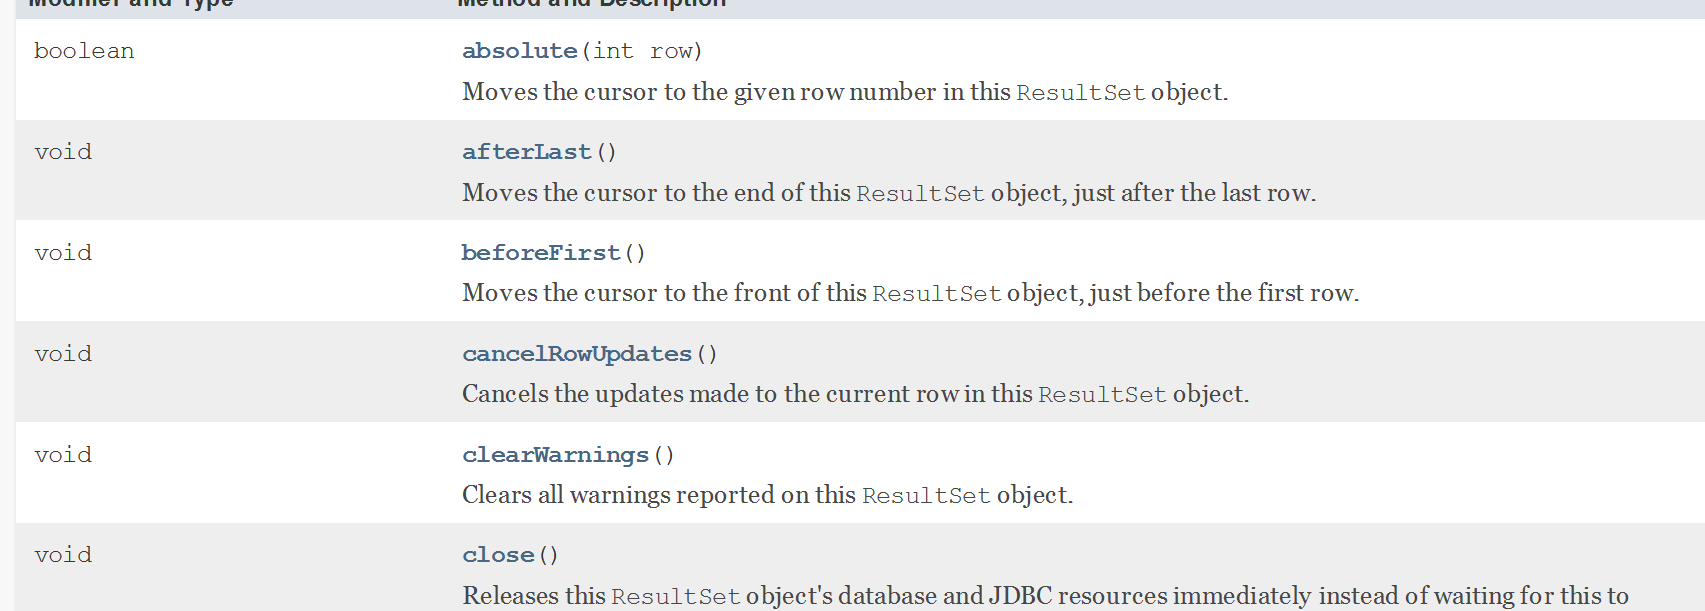 Modifier and Type Method and Description
boolean absolute(int row)
Moves the cursor to the given row number in this ResultSet object.
void afterLast()
Moves the cursor to the end of this ResultSet object, just after the last row.
void beforeFirst()
Moves the cursor to the front of this ResultSet object, just before the first row.
void cancelRowUpdates()
Cancels the updates made to the current row in this ResultSet object.
void clearWarnings()
Clears all warnings reported on this ResultSet object.
void close()
Releases this ResultSet object's database and JDBC resources immediately instead of waiting for this to